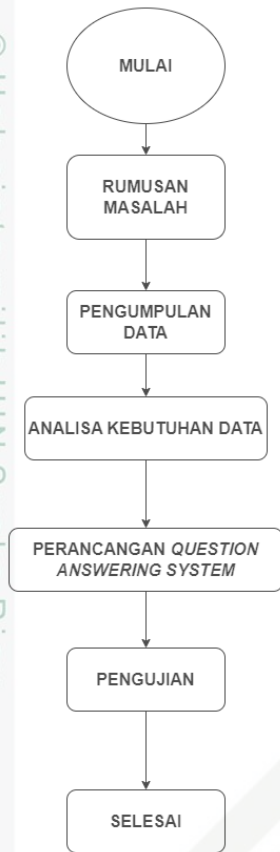 MULAI
RUMUSAN
MASALAH
PENGUMPULAN
DATA
ANALISA KEBUTUHAN DATA
PERANCANGAN QUESTION
ANSWERING SYSTEM
PENGUJIAN
SELESAI